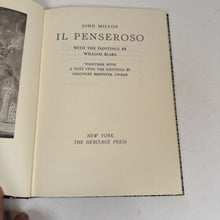 JOHN MILTON
IL PENSEROSO
WITH THE PAINTINGS BY
WILLIAM BLAKE
TOGETHER WITH
A NOTE UPON THE PAINTINGS BY
CHAUNCEY BREWSTER TINKER
NEW YORK
THE HERITAGE PRESS